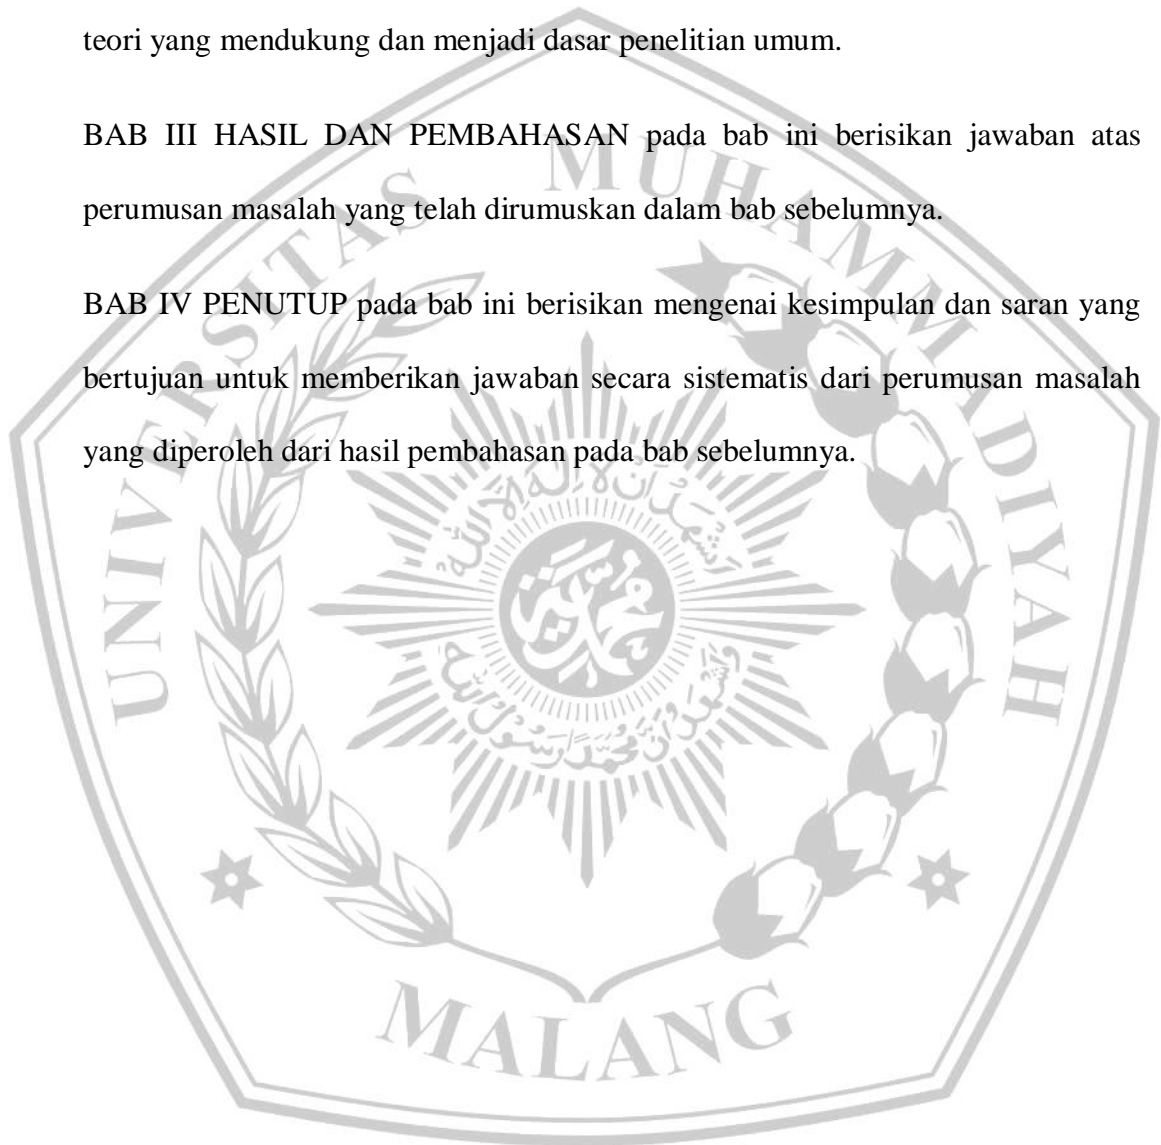 teori yang mendukung dan menjadi dasar penelitian umum.
BAB III HASIL DAN PEMBAHASAN pada bab ini berisikan jawaban atas
perumusan masalah yang telah dirumuskan dalam bab sebelumnya.
BAB IV PENUTUP pada bab ini berisikan mengenai kesimpulan dan saran yang
bertujuan untuk memberikan jawaban secara sistematis dari perumusan masalah
yang diperoleh dari hasil pembahasan pada bab sebelumnya.
UNIVERSITAS MUHAMMADIYAH
MALANG